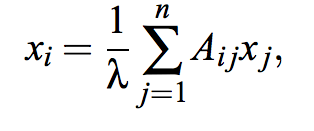 $x_i = \frac{1}{\lambda} \sum_{j=1}^{n} A_{ij} x_j,$